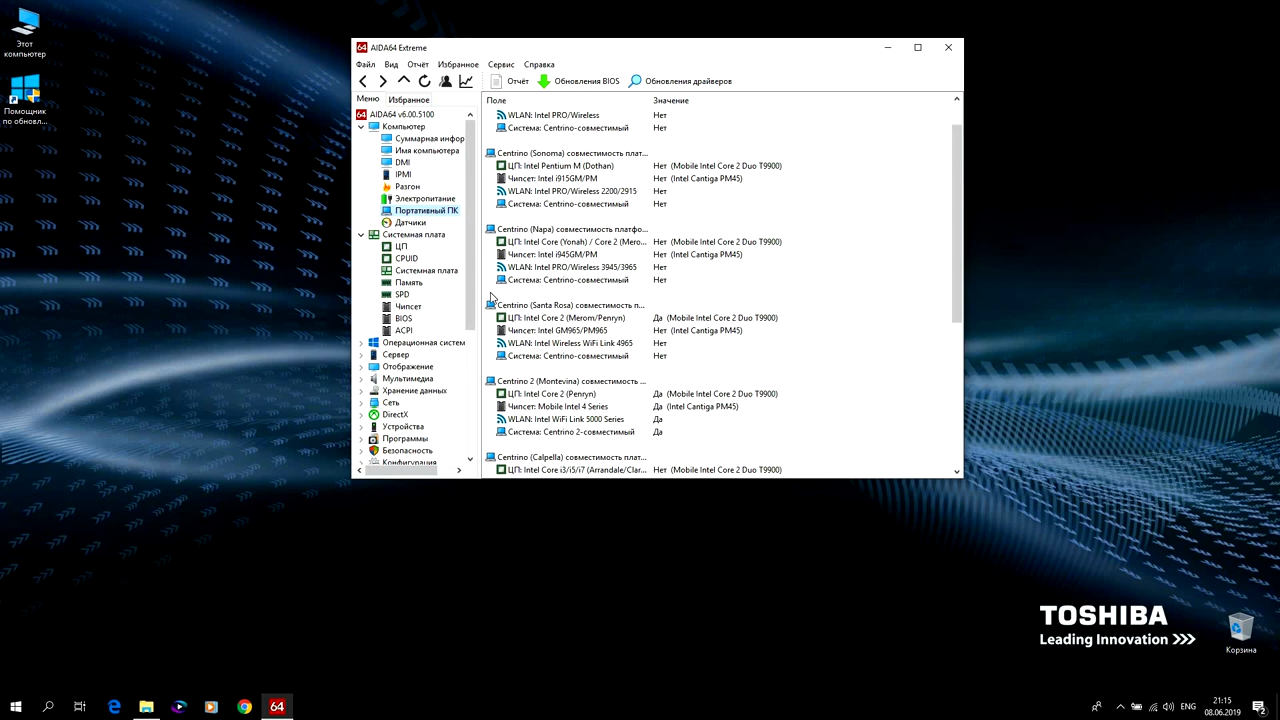 Этот
компьютер
Помощник
по обновл...
64 AIDA64 Extreme
Файл Вид Отчёт Избранное Сервис Справка
Отчёт Обновления BIOS Обновления драйверов
Меню Избранное
64 AIDA64 v6.00.5100
Компьютер
Суммарная инфор
Имя компьютера
DMI
IPMI
Разгон
Электропитание
Портативный ПК
Датчики
Системная плата
ЦП
CPUID
Системная плата
Память
SPD
Чипсет
BIOS
ACPI
Операционная систем
Сервер
Отображение
Мультимедиа
Хранение данных
Сеть
DirectX
Устройства
Программы
Безопасность
Конфигурация
Поле Значение
WLAN: Intel PRO/Wireless Нет
Система: Centrino-совместимый Нет
Centrino (Sonoma) совместимость плат...
ЦП: Intel Pentium M (Dothan) Нет (Mobile Intel Core 2 Duo T9900)
Чипсет: Intel i915GM/PM Нет (Intel Cantiga PM45)
WLAN: Intel PRO/Wireless 2200/2915 Нет
Система: Centrino-совместимый Нет
Centrino (Napa) совместимость платфо...
ЦП: Intel Core (Yonah) / Core 2 (Mero... Нет (Mobile Intel Core 2 Duo T9900)
Чипсет: Intel i945GM/PM Нет (Intel Cantiga PM45)
WLAN: Intel PRO/Wireless 3945/3965 Нет
Система: Centrino-совместимый Нет
Centrino (Santa Rosa) совместимость п...
ЦП: Intel Core 2 (Merom/Penryn) Да (Mobile Intel Core 2 Duo T9900)
Чипсет: Intel GM965/PM965 Нет (Intel Cantiga PM45)
WLAN: Intel Wireless WiFi Link 4965 Нет
Система: Centrino-совместимый Нет
Centrino 2 (Montevina) совместимость ...
ЦП: Intel Core 2 (Penryn) Да (Mobile Intel Core 2 Duo T9900)
Чипсет: Mobile Intel 4 Series Да (Intel Cantiga PM45)
WLAN: Intel WiFi Link 5000 Series Да
Система: Centrino 2-совместимый Да
Centrino (Calpella) совместимость плат...
ЦП: Intel Core i3/i5/i7 (Arrandale/Clar... Нет (Mobile Intel Core 2 Duo T9900)
TOSHIBA
Leading Innovation >>>
Корзина
64
ENG
21:15
08.06.2019
2